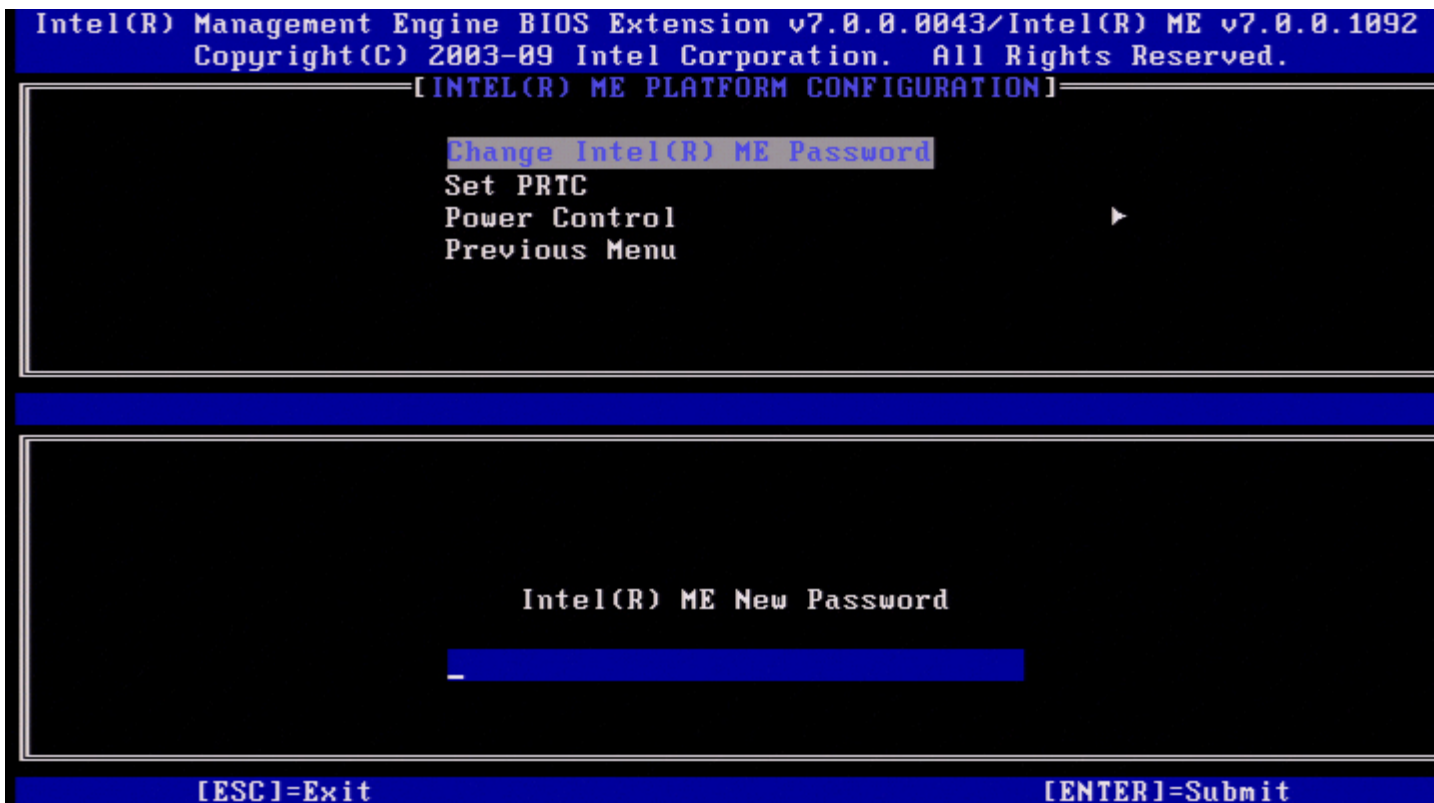 Intel(R) Management Engine BIOS Extension v7.0.0.0043/Intel(R) ME v7.0.0.1092
Copyright(C) 2003-09 Intel Corporation. All Rights Reserved.
[INTEL(R) ME PLATFORM CONFIGURATION]
Change Intel(R) ME Password
Set PRTC
Power Control
Previous Menu
Intel(R) ME New Password
[ESC]=Exit [ENTER]=Submit